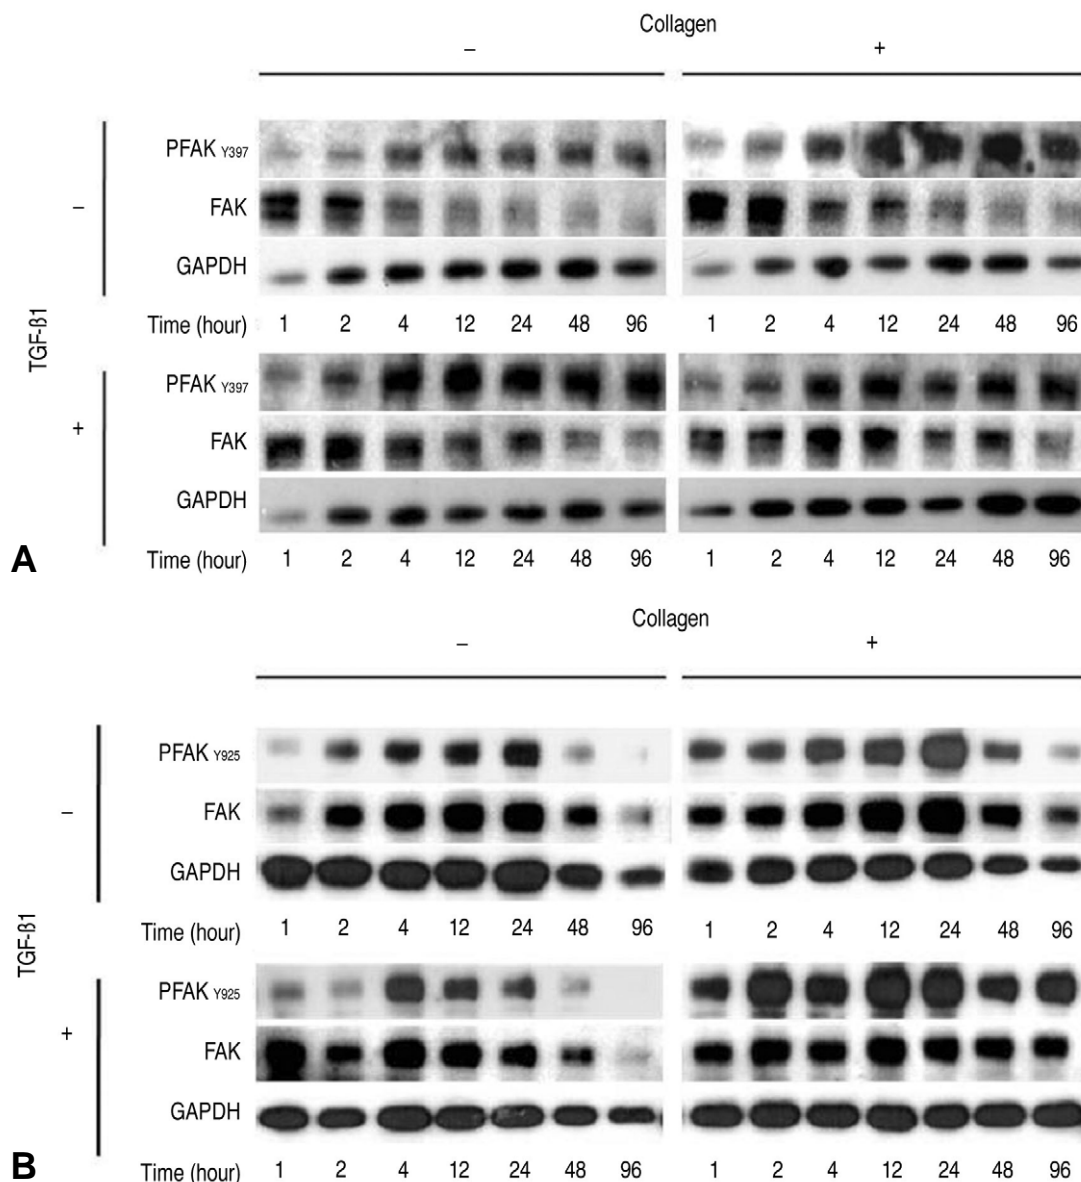 Collagen
– +
PFAK Y397
– FAK
GAPDH
Time (hour) 1 2 4 12 24 48 96 1 2 4 12 24 48 96
TGF-ß1
PFAK Y397
+ FAK
GAPDH
A Time (hour) 1 2 4 12 24 48 96 1 2 4 12 24 48 96
Collagen
– +
PFAK Y925
– FAK
GAPDH
Time (hour) 1 2 4 12 24 48 96 1 2 4 12 24 48 96
TGF-ß1
PFAK Y925
+ FAK
GAPDH
B Time (hour) 1 2 4 12 24 48 96 1 2 4 12 24 48 96